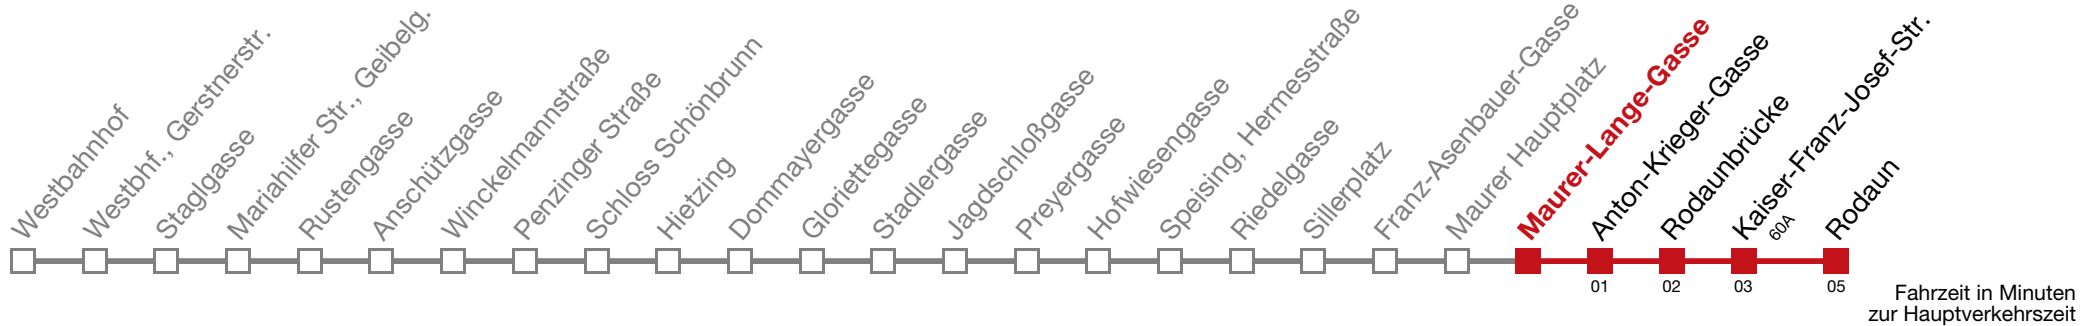 Westbahnhof
Westbhf., Gerstnerstr.
Staglgasse
Mariahilfer Str., Geibelg.
Rustengasse
Anschützgasse
Winckelmannstraße
Penzinger Straße
Schloss Schönbrunn
Hietzing
Dommayergasse
Gloriettegasse
Stadlergasse
Jagdschloßgasse
Preyergasse
Hofwiesengasse
Speising, Hermesstraße
Riedelgasse
Sillerplatz
Franz-Asenbauer-Gasse
Maurer Hauptplatz
Maurer-Lange-Gasse
Anton-Krieger-Gasse
Rodaunbrücke
Kaiser-Franz-Josef-Str.
60A
Rodaun
01
02
03
05
Fahrzeit in Minuten
zur Hauptverkehrszeit